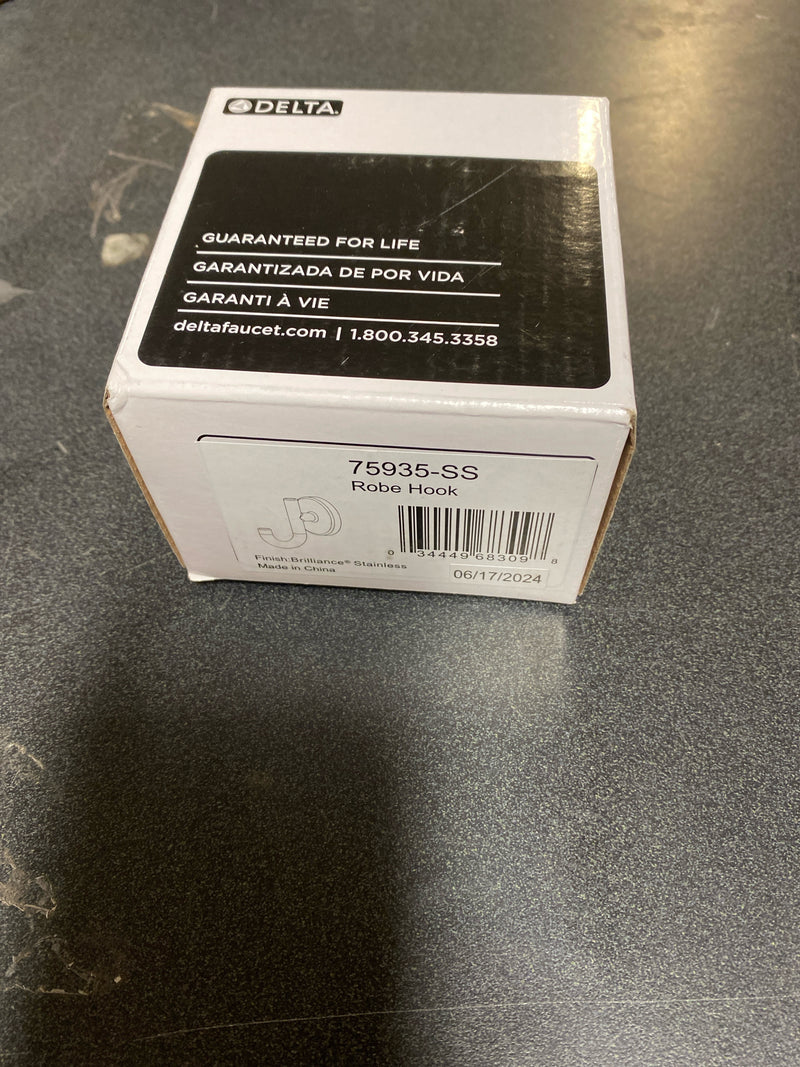 DELTA
GUARANTEED FOR LIFE
GARANTIZADA DE POR VIDA
GARANTI À VIE
deltafaucet.com | 1.800.345.3358
75935-SS
Robe Hook
0 34449 68309 8
Finish:Brilliance® Stainless
Made in China
06/17/2024